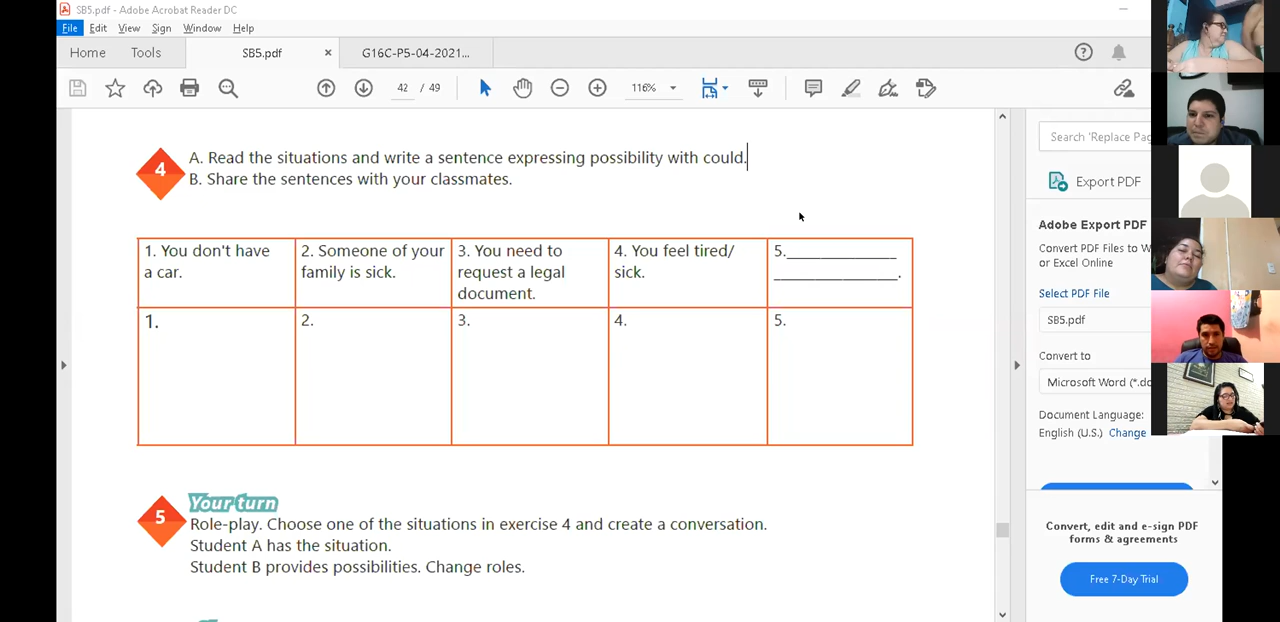 SB5.pdf - Adobe Acrobat Reader DC
File Edit View Sign Window Help
Home Tools SB5.pdf × G16C-P5-04-2021...
42 / 49 116%
Search 'Replace Pag
Export PDF
Adobe Export PDF
Convert PDF Files to W
or Excel Online
Select PDF File
SB5.pdf
Convert to
Microsoft Word (*.do
Document Language:
English (U.S.) Change
Convert, edit and e-sign PDF
forms & agreements
Free 7-Day Trial
4
A. Read the situations and write a sentence expressing possibility with could.
B. Share the sentences with your classmates.
1. You don't have
a car.
2. Someone of your
family is sick.
3. You need to
request a legal
document.
4. You feel tired/
sick.
5.______________
________________.
1.
2.
3.
4.
5.
5
Your turn
Role-play. Choose one of the situations in exercise 4 and create a conversation.
Student A has the situation.
Student B provides possibilities. Change roles.